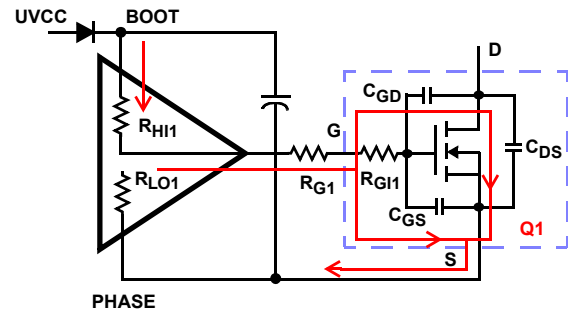 UVCC
BOOT
D
CGD
RHI1
G
CDS
RLO1
RG1
RGI1
CGS
Q1
S
PHASE